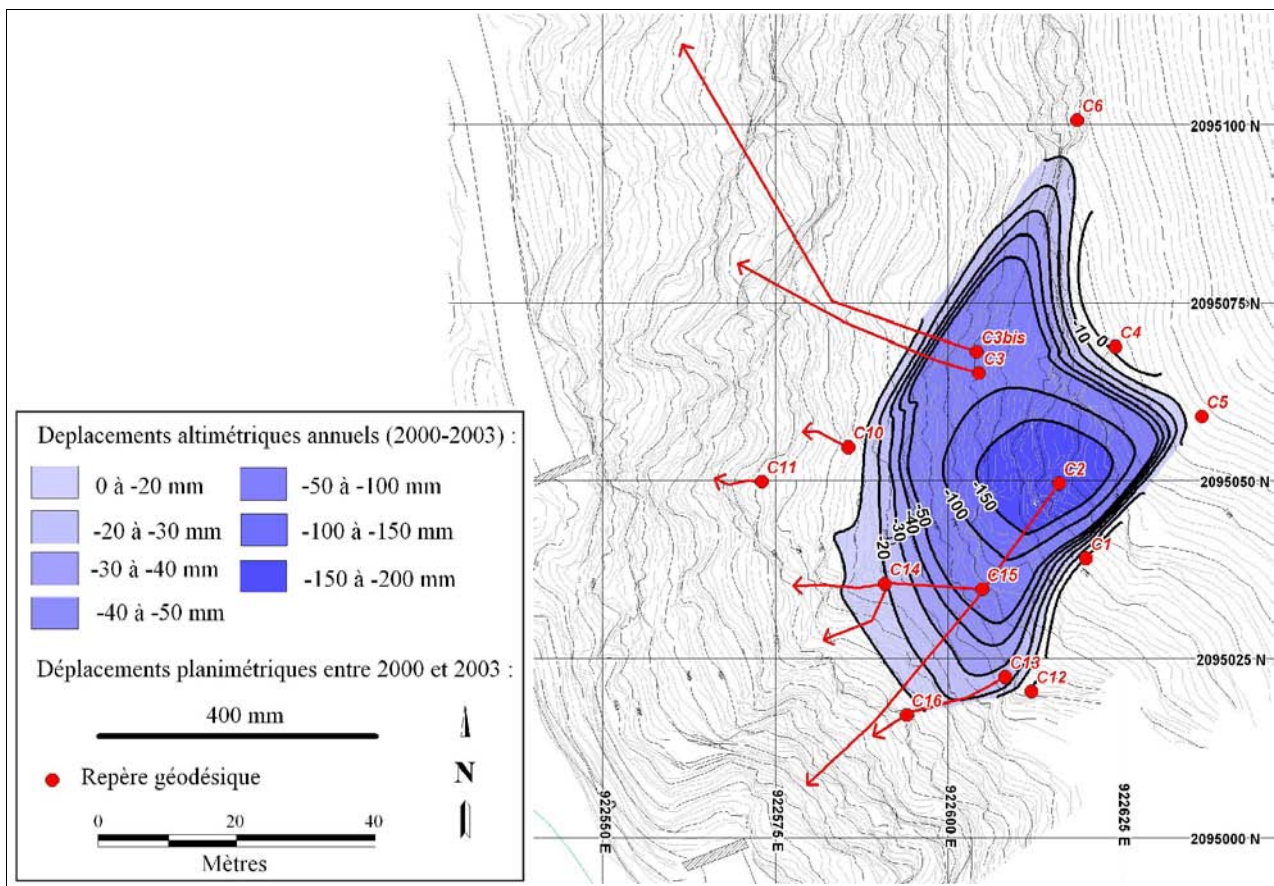 C6
2095100 N
2095075 N
C3bis
C3
-10
0
C4
C5
C10
C11
C2
2095050 N
-150
-100
-50
-40
-30
-20
C1
C14
C15
C13
C12
2095025 N
C16
922550 E
922575 E
922600 E
922625 E
2095000 N
Deplacements altimétriques annuels (2000-2003) :
0 à -20 mm
-50 à -100 mm
-20 à -30 mm
-100 à -150 mm
-30 à -40 mm
-150 à -200 mm
-40 à -50 mm
Déplacements planimétriques entre 2000 et 2003 :
400 mm
Repère géodésique
N
0 20 40
Mètres